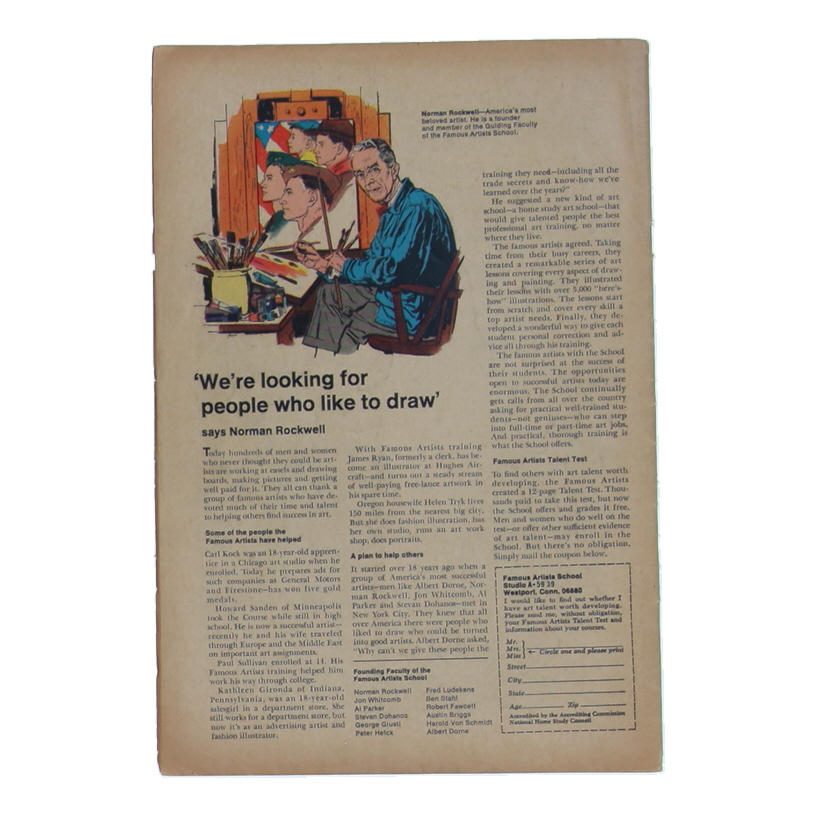 Norman Rockwell—America's most
beloved artist. He is a founder
and member of the Guiding Faculty
of the Famous Artists School.
'We're looking for
people who like to draw'
says Norman Rockwell
Today hundreds of men and women
who never thought they could be art-
ists are working at easels and drawing
boards, making pictures and getting
well paid for it. They all can thank a
group of famous artists who have de-
voted much of their time and talent
to helping others find success in art.
Some of the people the
Famous Artists have helped
Carl Kock was an 18-year-old appren-
tice in a Chicago art studio when he
enrolled. Today he prepares ads for
such companies as General Motors
and Firestone—has won five gold
medals.
Howard Sanden of Minneapolis
took the Course while still in high
school. He is now a successful artist—
recently he and his wife traveled
through Europe and the Middle East
on important art assignments.
Paul Sullivan enrolled at 14. His
Famous Artists training helped him
work his way through college.
Kathleen Gironda of Indiana,
Pennsylvania, was an 18-year-old
salesgirl in a department store. She
still works for a department store, but
now it's as an advertising artist and
fashion illustrator.
With Famous Artists training
James Ryan, formerly a clerk, has be-
come an illustrator at Hughes Air-
craft—and turns out a steady stream
of well-paying free-lance artwork in
his spare time.
Oregon housewife Helen Tryk lives
150 miles from the nearest big city.
But she does fashion illustration, has
her own studio, runs an art work
shop, does portraits.
A plan to help others
It started over 18 years ago when a
group of America's most successful
artists—men like Albert Dorne, Nor-
man Rockwell, Jon Whitcomb, Al
Parker and Stevan Dohanos—met in
New York City. They knew that all
over America there were people who
liked to draw who could be turned
into good artists. Albert Dorne asked,
"Why can't we give these people the
Founding Faculty of the
Famous Artists School
Norman Rockwell
Jon Whitcomb
Al Parker
Stevan Dohanos
George Giusti
Peter Helck
Fred Ludekens
Ben Stahl
Robert Fawcett
Austin Briggs
Harold Von Schmidt
Albert Dorne
training they need—including all the
trade secrets and know-how we've
learned over the years?"
He suggested a new kind of art
school—a home study art school—that
would give talented people the best
professional art training, no matter
where they live.
The famous artists agreed. Taking
time from their busy careers, they
created a remarkable series of art
lessons covering every aspect of draw-
ing and painting. They illustrated
their lessons with over 5,000 "here's-
how" illustrations. The lessons start
from scratch and cover every skill a
top artist needs. Finally, they de-
veloped a wonderful way to give each
student personal correction and ad-
vice all through his training.
The famous artists with the School
are not surprised at the success of
their students. The opportunities
open to successful artists today are
enormous. The School continually
gets calls from all over the country
asking for practical well-trained stu-
dents—not geniuses—who can step
into full-time or part-time art jobs.
And practical, thorough training is
what the School offers.
Famous Artists Talent Test
To find others with art talent worth
developing, the Famous Artists
created a 12-page Talent Test. Thou-
sands paid to take this test, but now
the School offers and grades it free.
Men and women who do well on the
test—or offer other sufficient evidence
of art talent—may enroll in the
School. But there's no obligation.
Simply mail the coupon below.
Famous Artists School
Studio A-5939
Westport, Conn. 06880
I would like to find out whether I
have art talent worth developing.
Please send me, without obligation,
your Famous Artists Talent Test and
information about your courses.
Mr.
Mrs.
Miss
← Circle one and please print
Street
City
State
Age Zip
Accredited by the Accrediting Commission
National Home Study Council